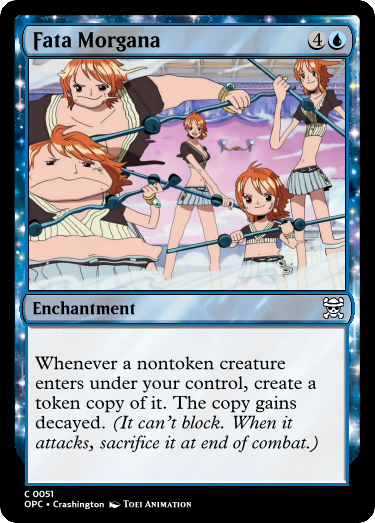 Fata Morgana 4
Enchantment
Whenever a nontoken creature
enters under your control, create a
token copy of it. The copy gains
decayed. (It can't block. When it
attacks, sacrifice it at end of combat.)
C 0051
OPC • Crashington TOEI ANIMATION